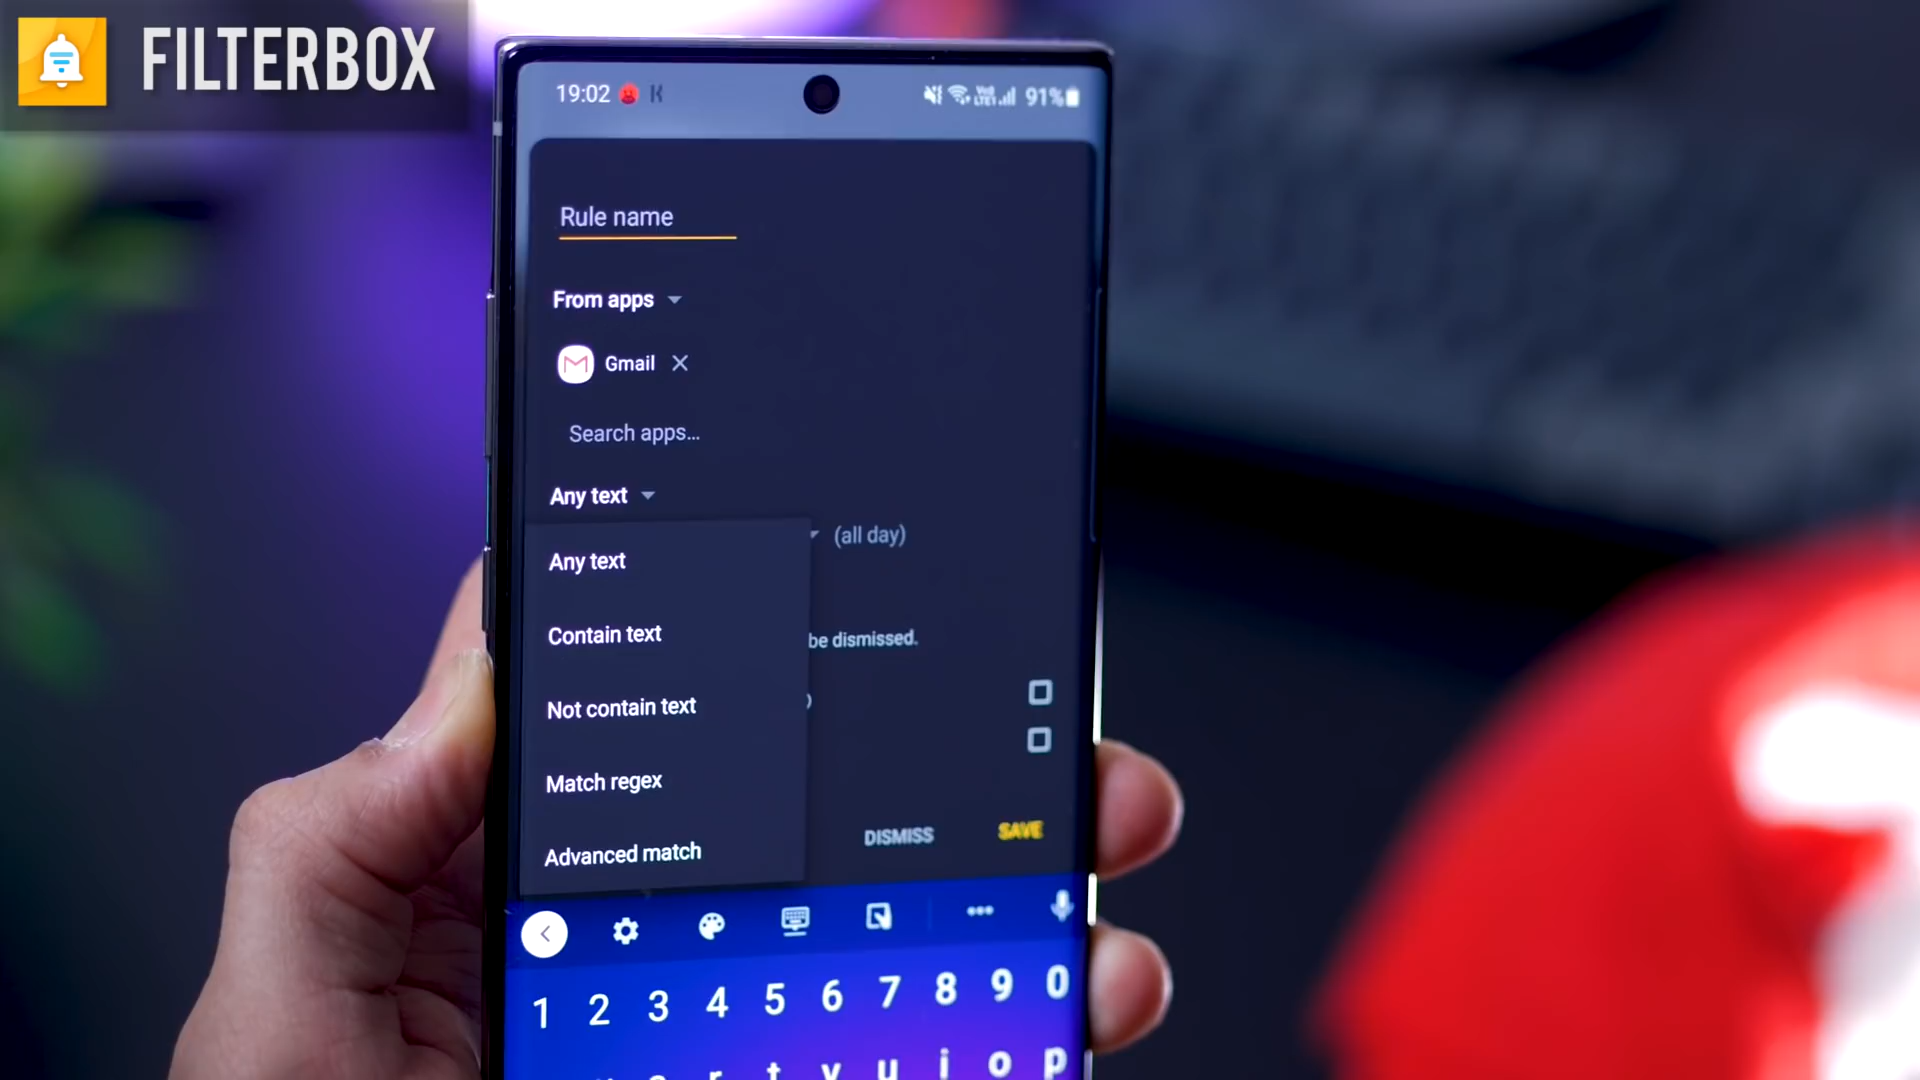 FILTERBOX
19:02
VoD LTE1 91%
Rule name
From apps
Gmail
Search apps...
Any text
(all day)
Any text
Contain text
be dismissed.
Not contain text
Match regex
DISMISS SAVE
Advanced match
1 2 3 4 5 6 7 8 9 0
r t y u i o p